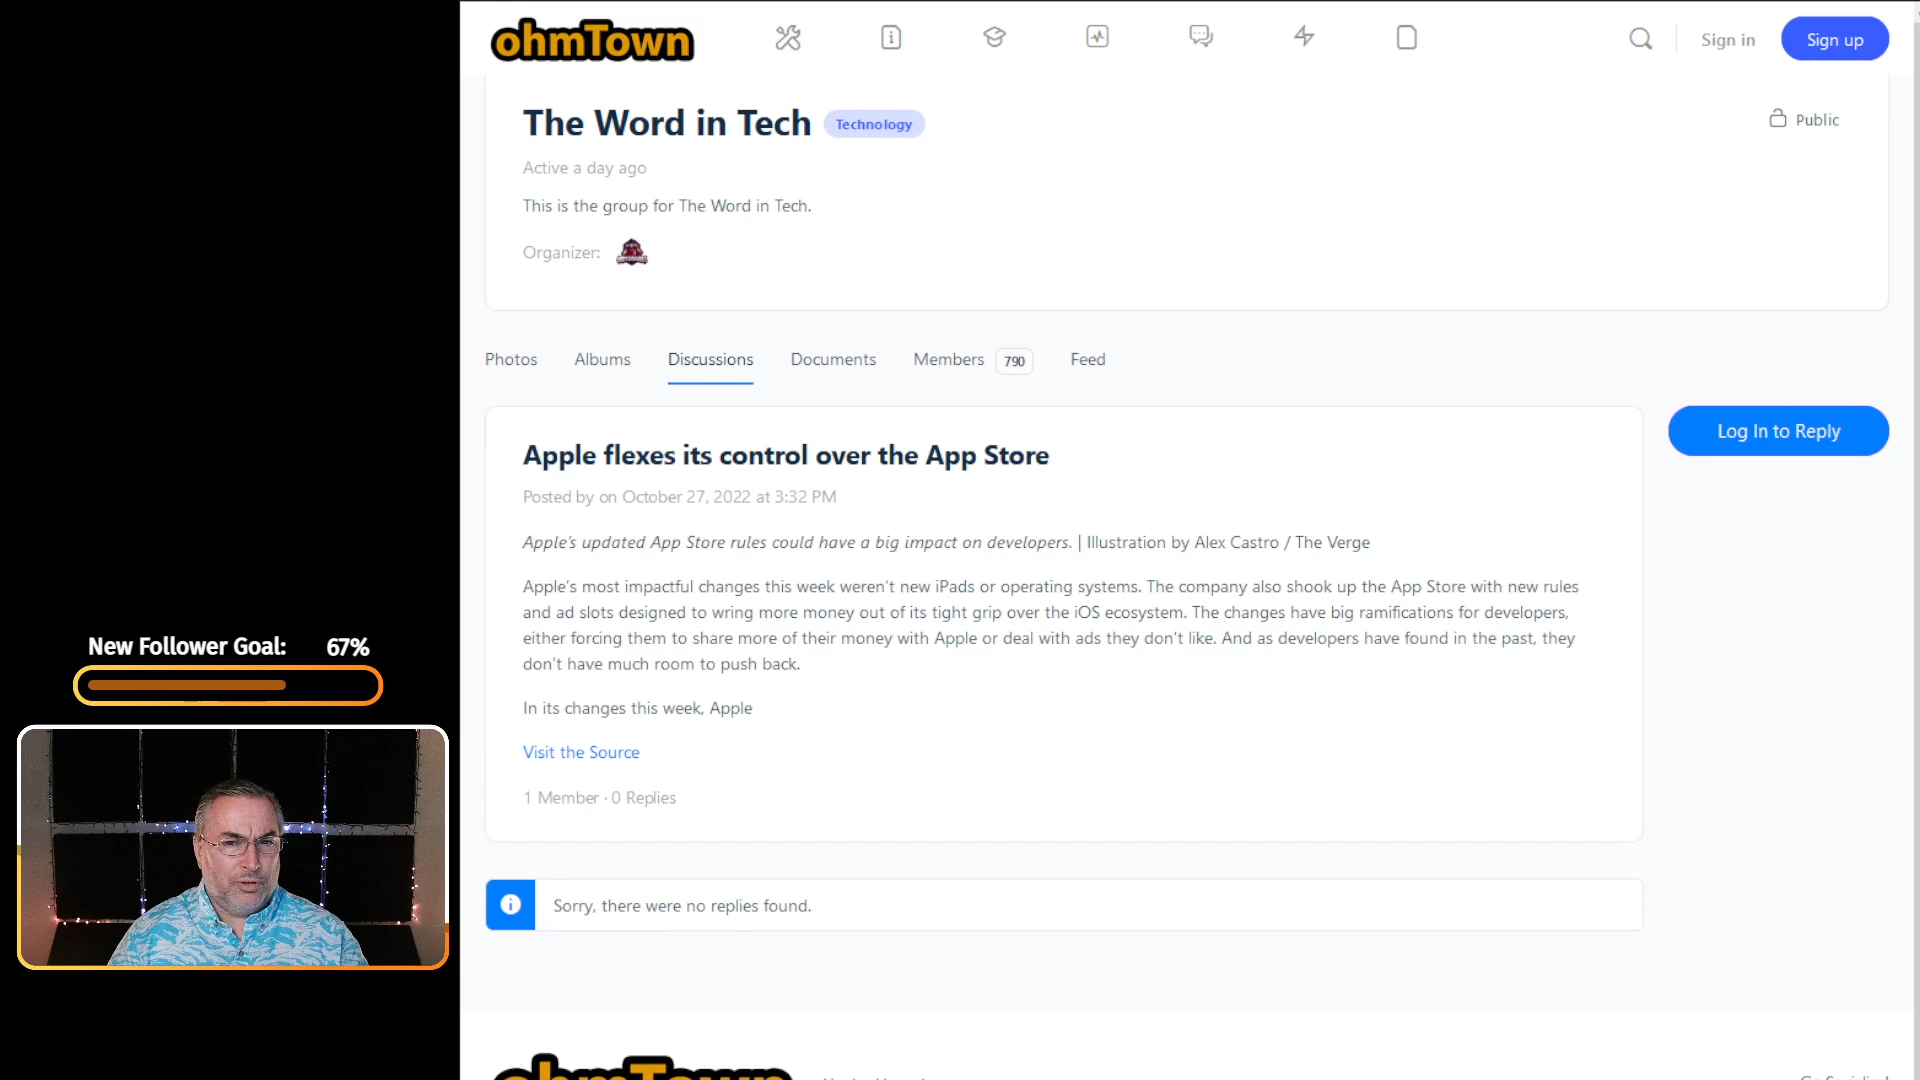 ohmTown
Sign in
Sign up
The Word in Tech
Technology
Public
Active a day ago
This is the group for The Word in Tech.
Organizer:
Photos
Albums
Discussions
Documents
Members
790
Feed
Apple flexes its control over the App Store
Log In to Reply
Posted by on October 27, 2022 at 3:32 PM
Apple's updated App Store rules could have a big impact on developers. | Illustration by Alex Castro / The Verge
Apple's most impactful changes this week weren't new iPads or operating systems. The company also shook up the App Store with new rules
and ad slots designed to wring more money out of its tight grip over the iOS ecosystem. The changes have big ramifications for developers,
either forcing them to share more of their money with Apple or deal with ads they don't like. And as developers have found in the past, they
don't have much room to push back.
In its changes this week, Apple
Visit the Source
1 Member · 0 Replies
Sorry, there were no replies found.
New Follower Goal: 67%
ohmTown